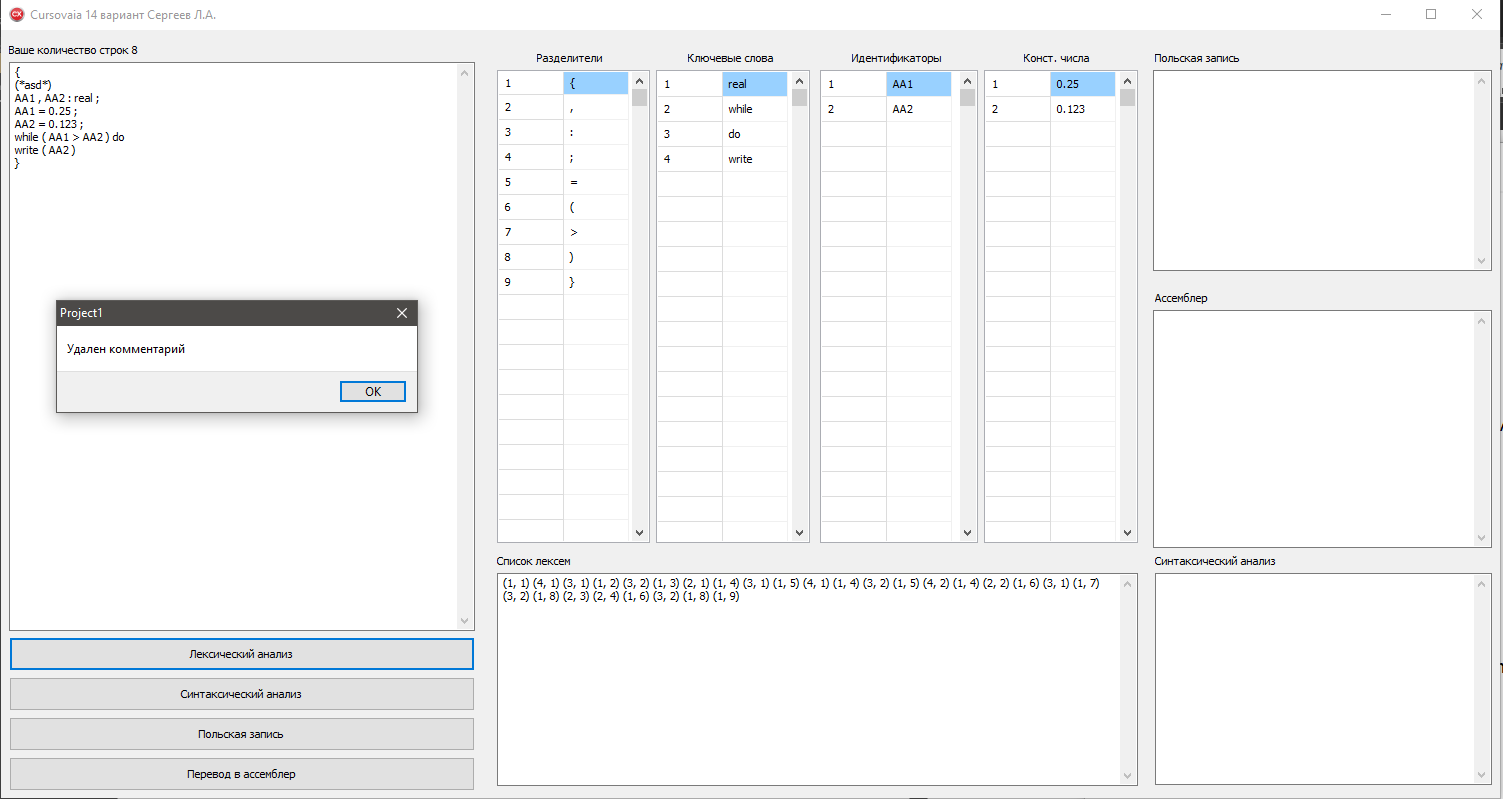 CX Cursovaia 14 вариант Сергеев Л.А.
Ваше количество строк 8
{
(*asd*)
AA1 , AA2 : real ;
AA1 = 0.25 ;
AA2 = 0.123 ;
while ( AA1 > AA2 ) do
write ( AA2 )
}
Project1
Удален комментарий
OK
Лексический анализ
Синтаксический анализ
Польская запись
Перевод в ассемблер
Разделители
1 {
2 ,
3 :
4 ;
5 =
6 (
7 >
8 )
9 }
Ключевые слова
1 real
2 while
3 do
4 write
Идентификаторы
1 AA1
2 AA2
Конст. числа
1 0.25
2 0.123
Список лексем
(1, 1) (4, 1) (3, 1) (1, 2) (3, 2) (1, 3) (2, 1) (1, 4) (3, 1) (1, 5) (4, 1) (1, 4) (3, 2) (1, 5) (4, 2) (1, 4) (2, 2) (1, 6) (3, 1) (1, 7)
(3, 2) (1, 8) (2, 3) (2, 4) (1, 6) (3, 2) (1, 8) (1, 9)
Польская запись
Ассемблер
Синтаксический анализ